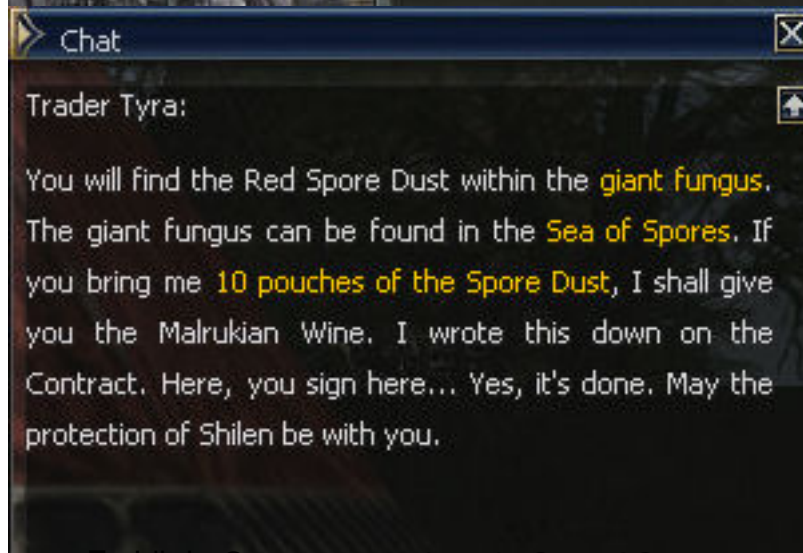 Chat
Trader Tyra:
You will find the Red Spore Dust within the giant fungus.
The giant fungus can be found in the Sea of Spores. If
you bring me 10 pouches of the Spore Dust, I shall give
you the Malrukian Wine. I wrote this down on the
Contract. Here, you sign here... Yes, it's done. May the
protection of Shilen be with you.